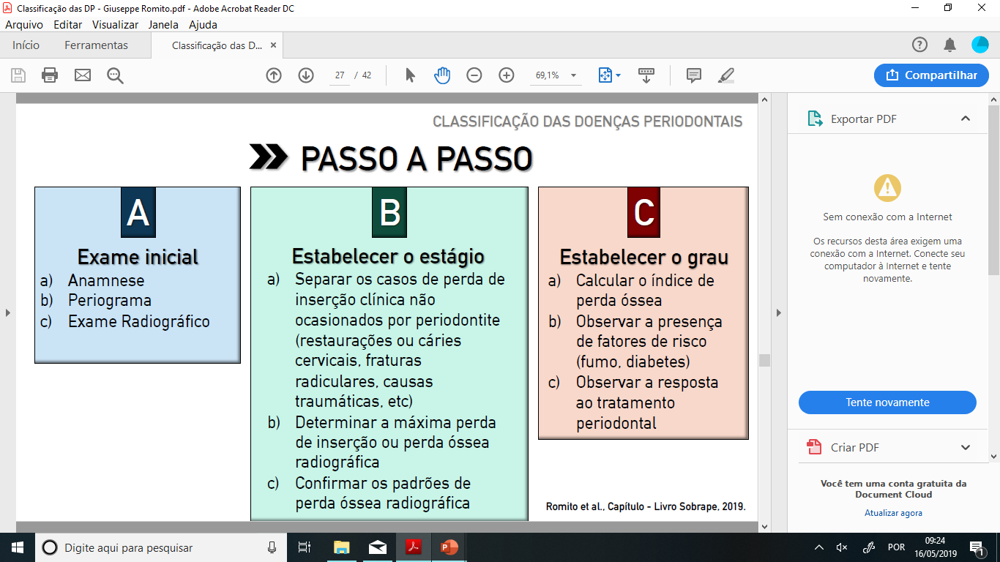 Classificação das DP - Giuseppe Romito.pdf - Adobe Acrobat Reader DC
Arquivo Editar Visualizar Janela Ajuda
Início Ferramentas Classificação das D... ×
27 / 42 69,1% Compartilhar
CLASSIFICAÇÃO DAS DOENÇAS PERIODONTAIS
PASSO A PASSO
A
Exame inicial
a) Anamnese
b) Periograma
c) Exame Radiográfico
B
Estabelecer o estágio
a) Separar os casos de perda de
inserção clínica não
ocasionados por periodontite
(restaurações ou cáries
cervicais, fraturas
radiculares, causas
traumáticas, etc)
b) Determinar a máxima perda
de inserção ou perda óssea
radiográfica
c) Confirmar os padrões de
perda óssea radiográfica
C
Estabelecer o grau
a) Calcular o índice de
perda óssea
b) Observar a presença
de fatores de risco
(fumo, diabetes)
c) Observar a resposta
ao tratamento
periodontal
Romito et al., Capítulo - Livro Sobrape, 2019.
Exportar PDF
Sem conexão com a Internet
Os recursos desta área exigem uma
conexão com a Internet. Conecte seu
computador à Internet e tente
novamente.
Tente novamente
Criar PDF
Você tem uma conta gratuita da
Document Cloud
Atualizar agora
Digite aqui para pesquisar
POR
09:24
16/05/2019
1